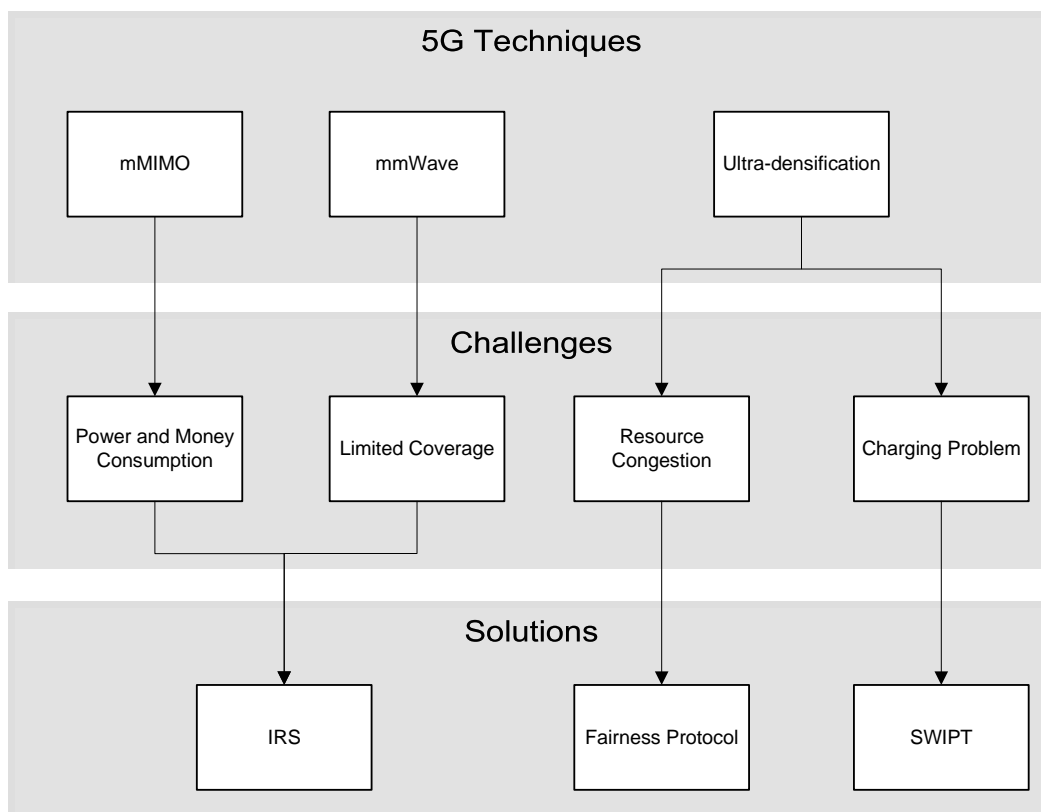 5G Techniques
mMIMO
mmWave
Ultra-densification
Challenges
Power and Money
Consumption
Limited Coverage
Resource
Congestion
Charging Problem
Solutions
IRS
Fairness Protocol
SWIPT